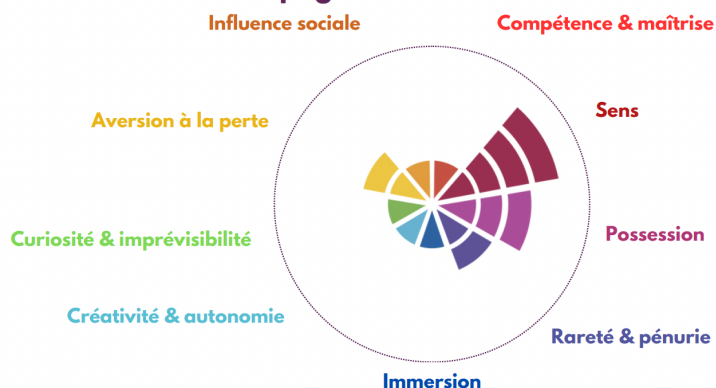 Influence sociale
Compétence & maîtrise
Sens
Aversion à la perte
Possession
Curiosité & imprévisibilité
Créativité & autonomie
Rareté & pénurie
Immersion